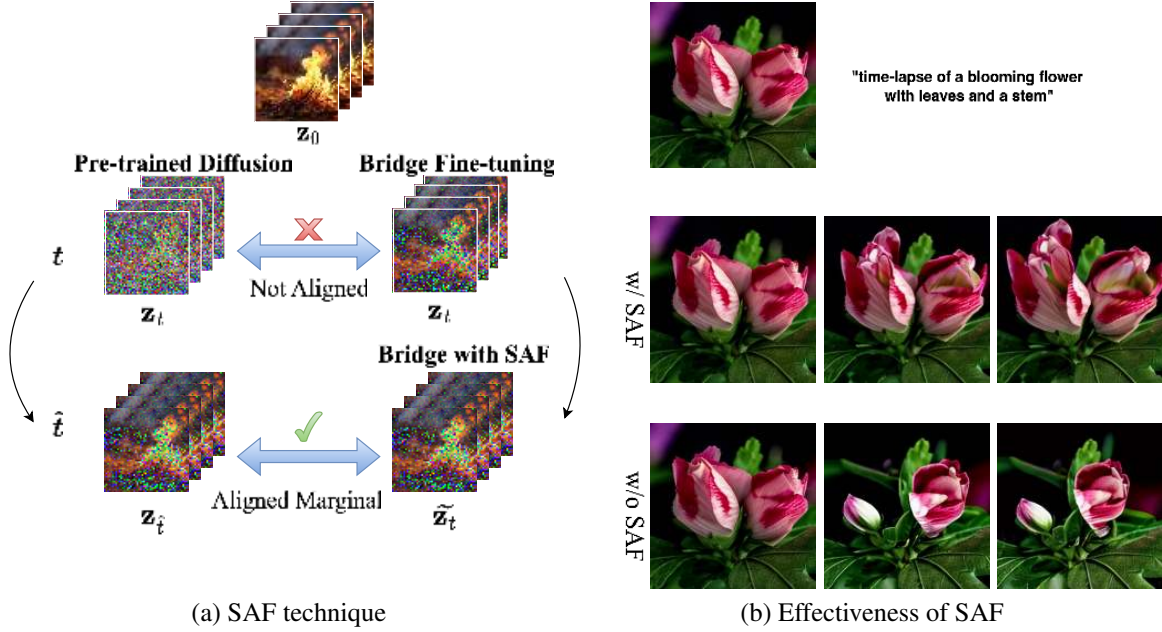 z₀
Pre-trained Diffusion
Bridge Fine-tuning
t
Not Aligned
zₜ
zₜ
Bridge with SAF
t̂
Aligned Marginal
z_t̂
z̃ₜ
(a) SAF technique
"time-lapse of a blooming flower
with leaves and a stem"
w/ SAF
w/o SAF
(b) Effectiveness of SAF